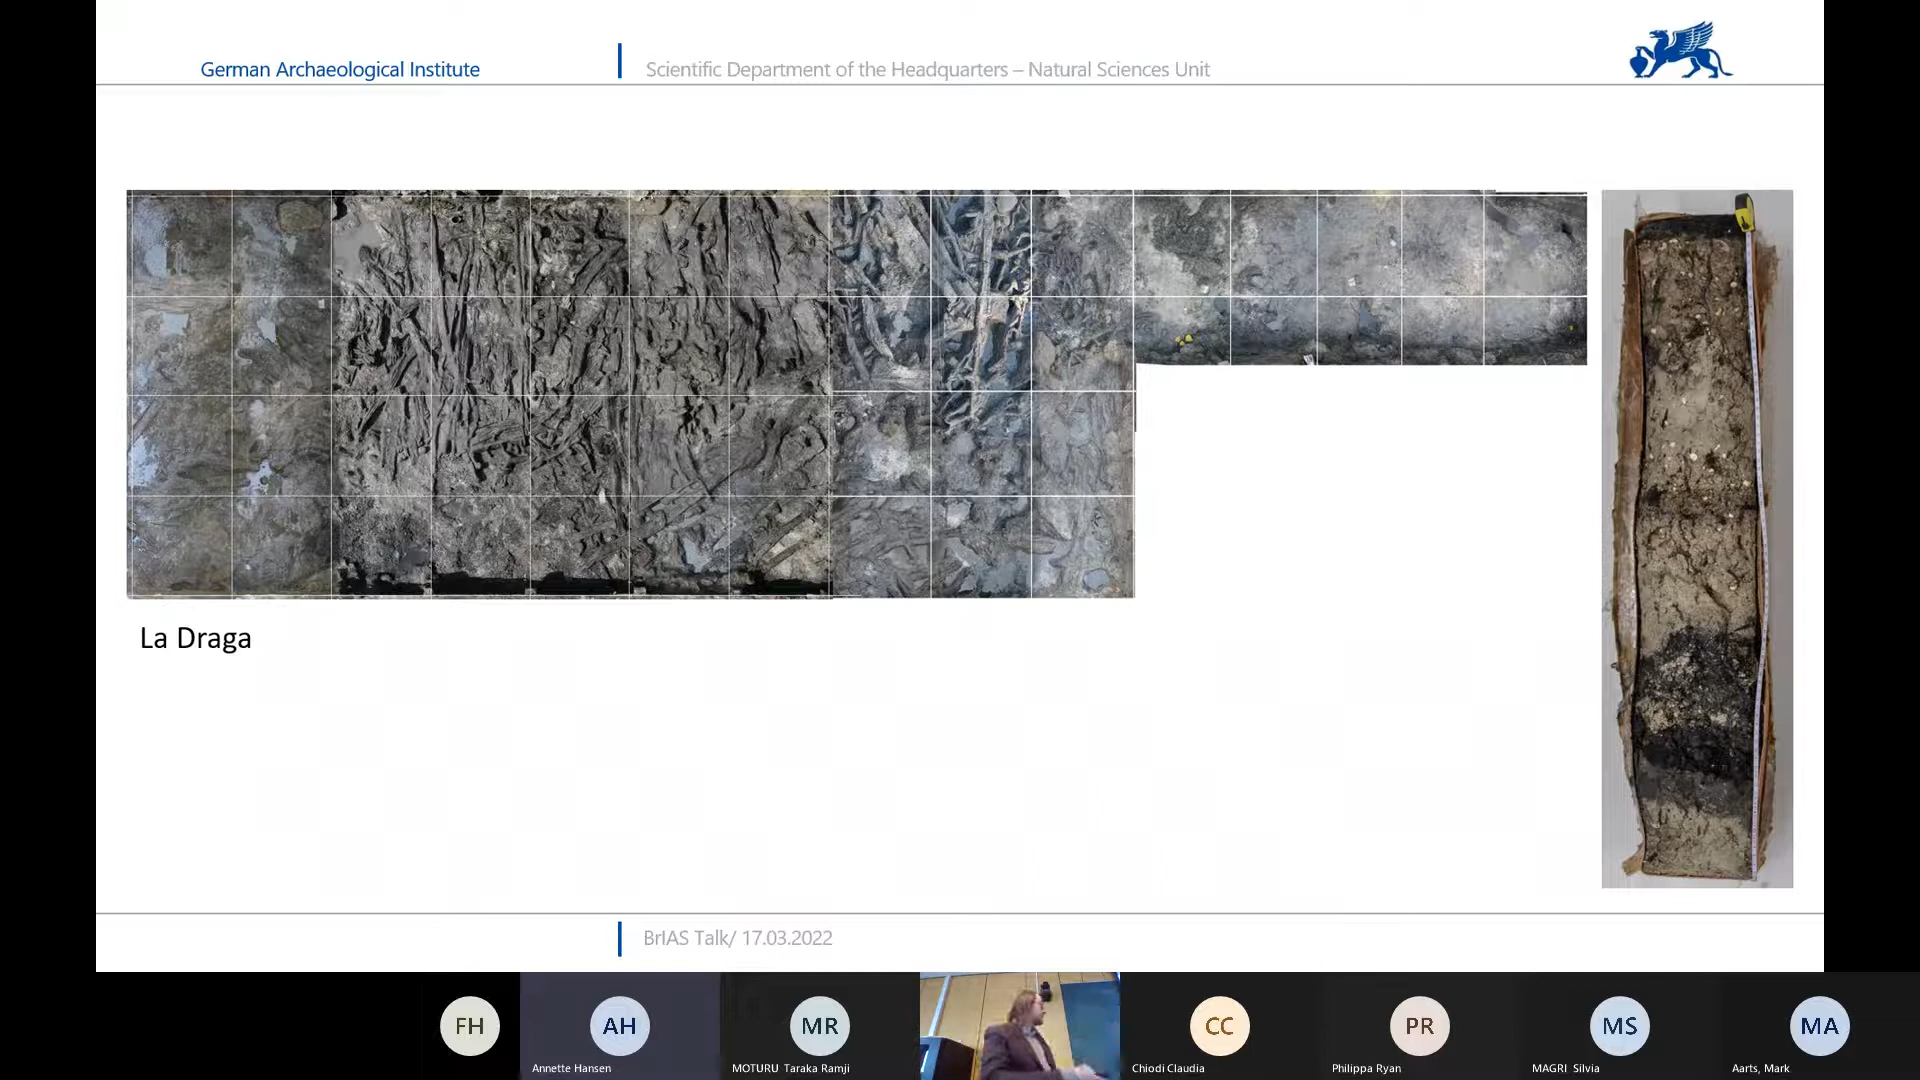 German Archaeological Institute
Scientific Department of the Headquarters – Natural Sciences Unit
La Draga
BrIAS Talk/ 17.03.2022
FH
AH
MR
CC
PR
MS
MA
Annette Hansen
MOTURU Taraka Ramji
Chiodi Claudia
Philippa Ryan
MAGRI Silvia
Aarts, Mark